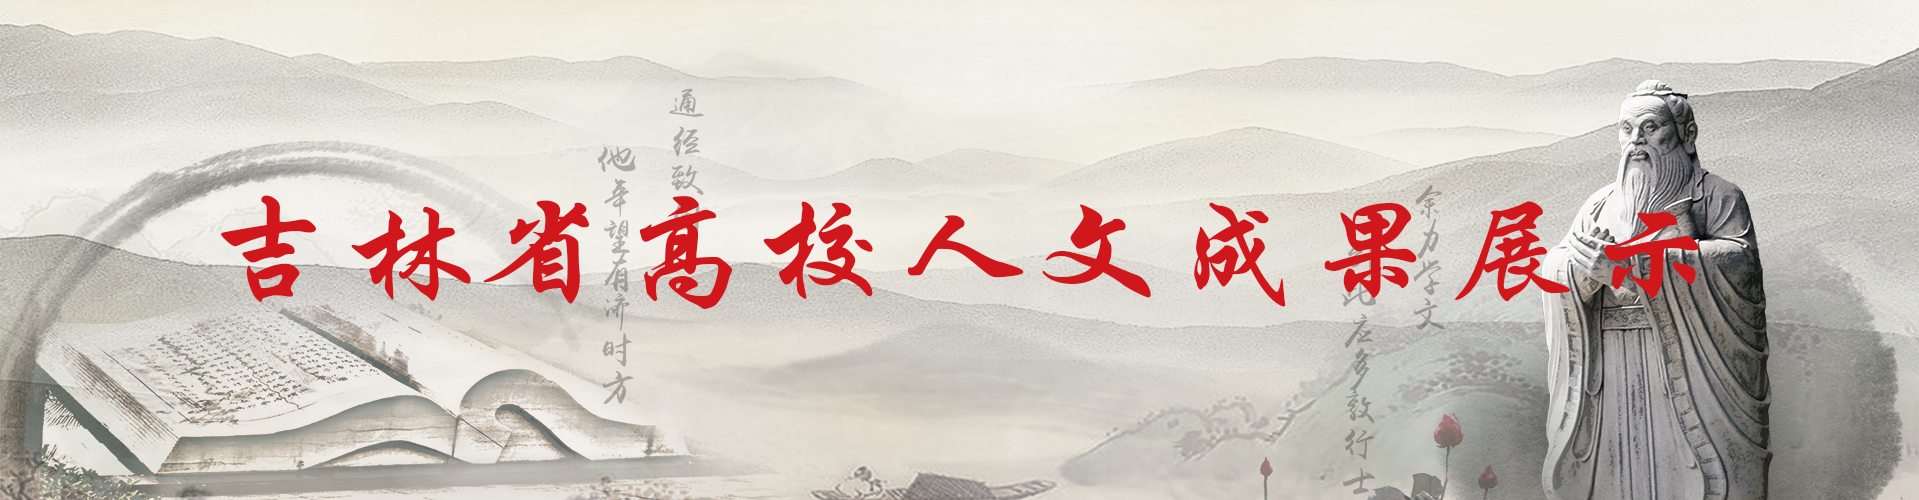 吉林省高校人文成果展示
通经致
他年望有济时方
余力学文
此应多敦行士